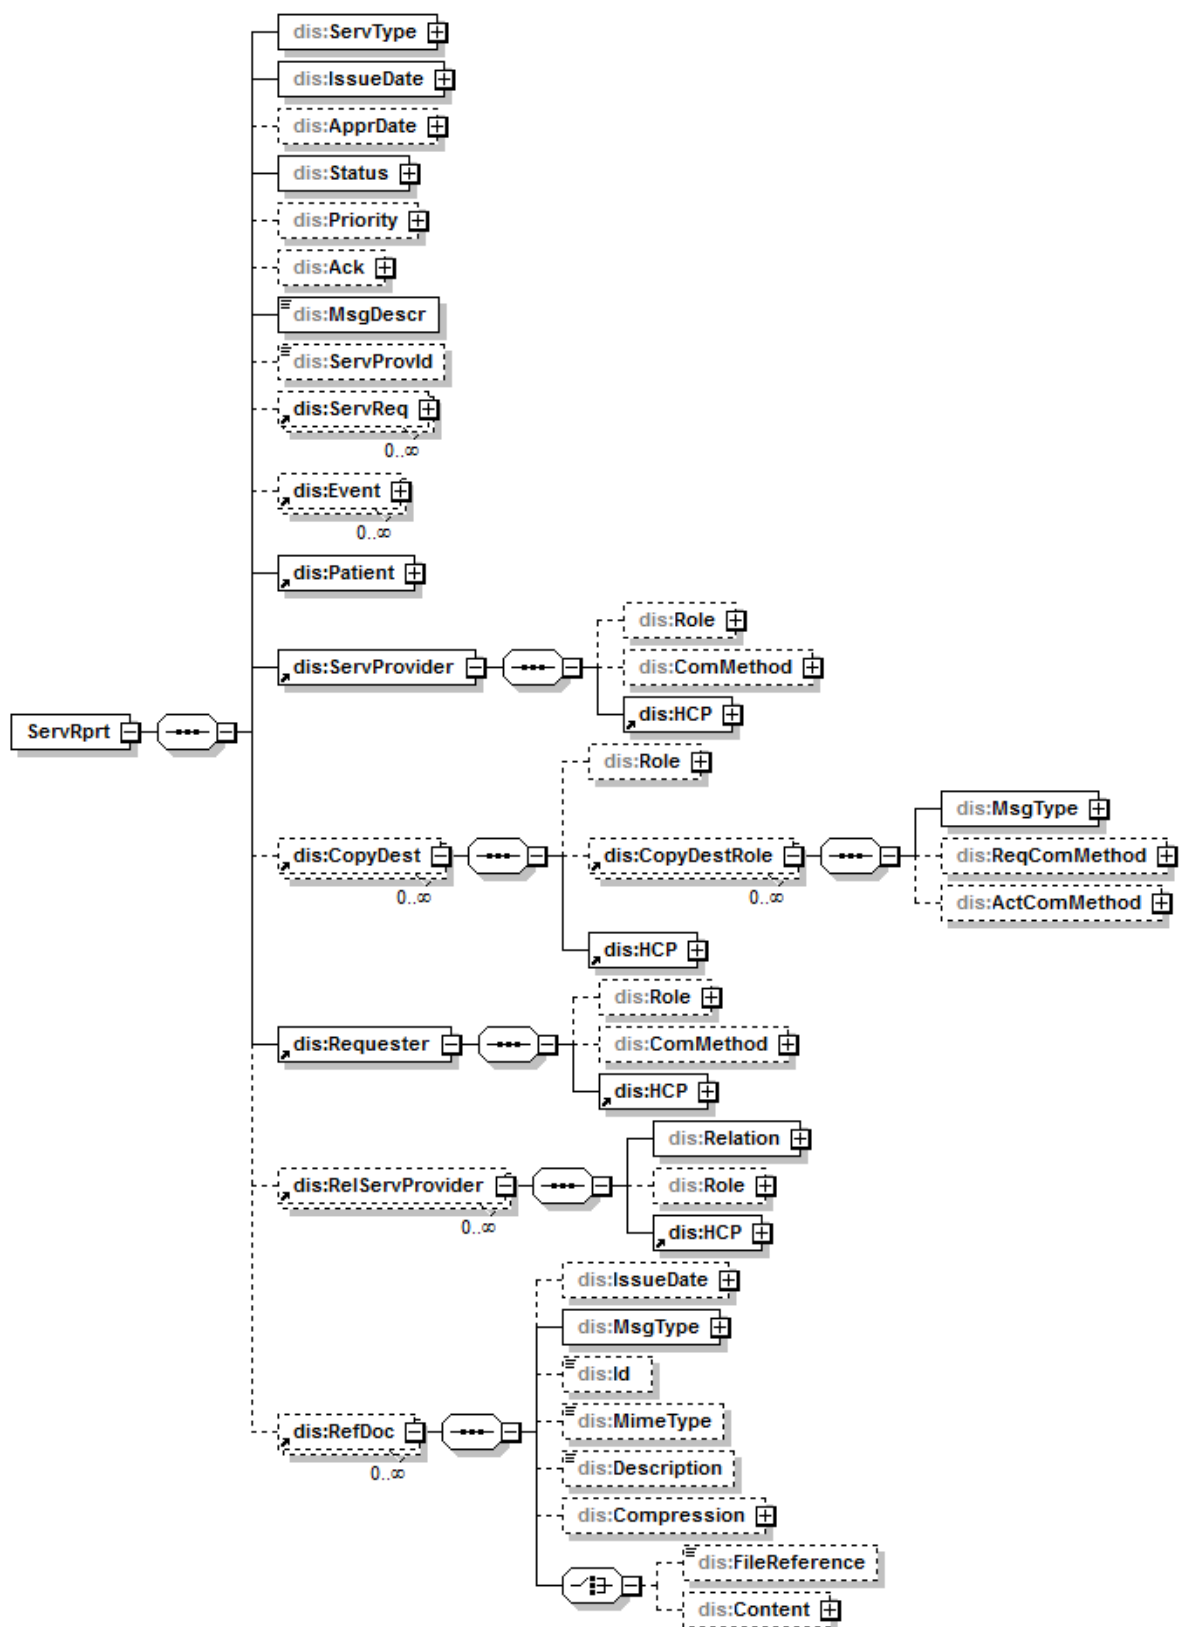 dis:ServType
dis:IssueDate
dis:ApprDate
dis:Status
dis:Priority
dis:Ack
dis:MsgDescr
dis:ServProvId
dis:ServReq
0..∞
dis:Event
0..∞
dis:Patient
dis:Role
dis:ServProvider
dis:ComMethod
dis:HCP
ServRprt
dis:Role
dis:MsgType
dis:CopyDest
0..∞
dis:CopyDestRole
0..∞
dis:ReqComMethod
dis:ActComMethod
dis:HCP
dis:Role
dis:Requester
dis:ComMethod
dis:HCP
dis:Relation
dis:RelServProvider
0..∞
dis:Role
dis:HCP
dis:IssueDate
dis:MsgType
dis:Id
dis:RefDoc
0..∞
dis:MimeType
dis:Description
dis:Compression
dis:FileReference
dis:Content